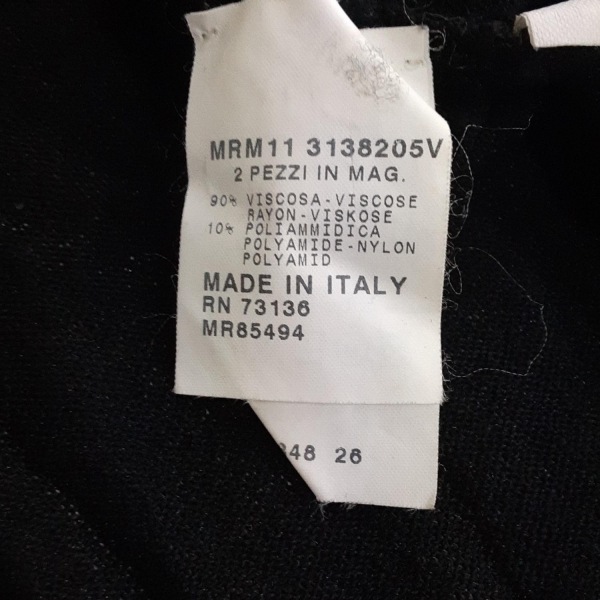 MRM11 3138205V
2 PEZZI IN MAG.
90% VISCOSA-VISCOSE
RAYON-VISKOSE
10% POLIAMMIDICA
POLYAMIDE-NYLON
POLYAMID
MADE IN ITALY
RN 73136
MR85494
48 26